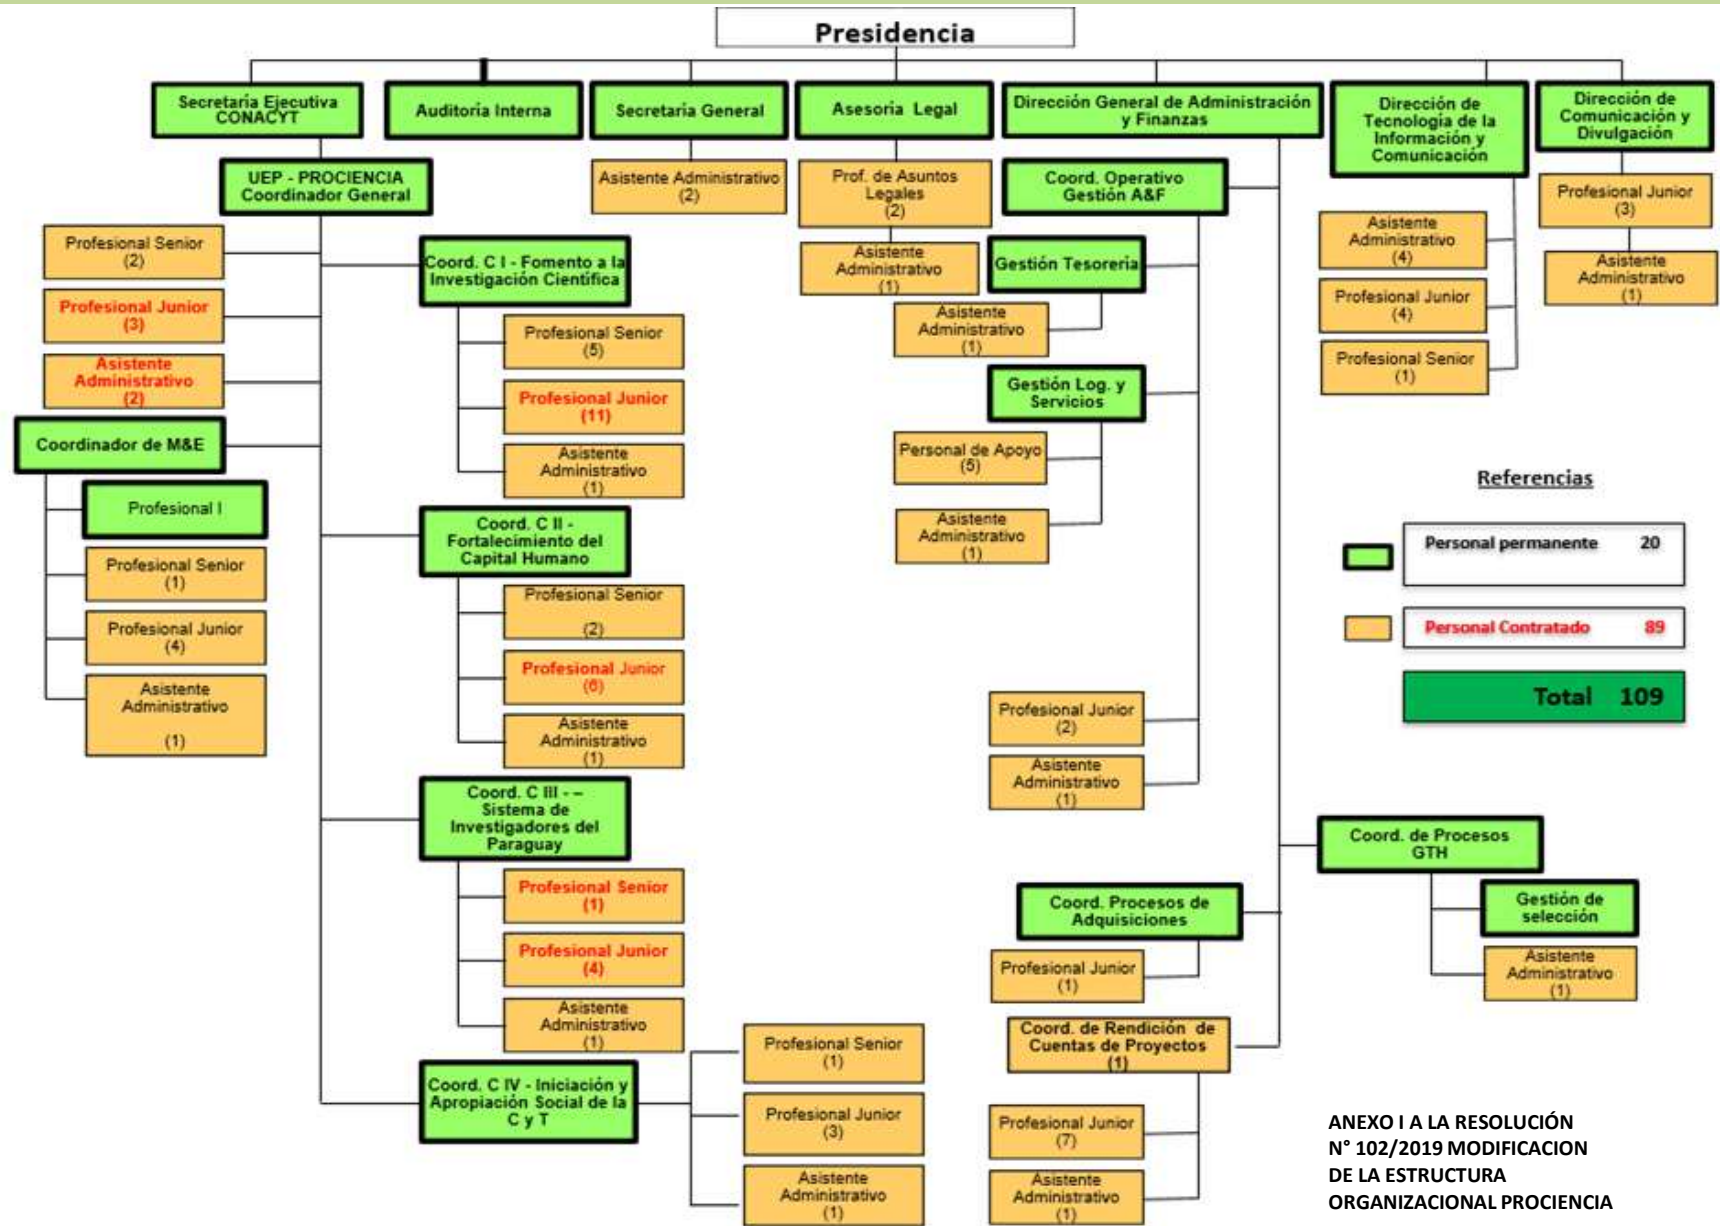 Presidencia
Secretaría Ejecutiva
CONACYT
Auditoría Interna
Secretaría General
Asesoría Legal
Dirección General de Administración
y Finanzas
Dirección de
Tecnología de la
Información y
Comunicación
Dirección de
Comunicación y
Divulgación
UEP - PROCIENCIA
Coordinador General
Asistente Administrativo
(2)
Prof. de Asuntos
Legales
(2)
Asistente
Administrativo
(1)
Coord. Operativo
Gestión A&F
Asistente
Administrativo
(4)
Profesional Junior
(4)
Profesional Senior
(1)
Profesional Junior
(3)
Asistente
Administrativo
(1)
Profesional Senior
(2)
Profesional Junior
(3)
Asistente
Administrativo
(2)
Coordinador de M&E
Profesional I
Profesional Senior
(1)
Profesional Junior
(4)
Asistente
Administrativo
(1)
Coord. C I - Fomento a la
Investigación Científica
Profesional Senior
(5)
Profesional Junior
(11)
Asistente
Administrativo
(1)
Coord. C II -
Fortalecimiento del
Capital Humano
Profesional Senior
(2)
Profesional Junior
(6)
Asistente
Administrativo
(1)
Coord. C III - –
Sistema de
Investigadores del
Paraguay
Profesional Senior
(1)
Profesional Junior
(4)
Asistente
Administrativo
(1)
Coord. C IV - Iniciación y
Apropiación Social de la
C y T
Profesional Senior
(1)
Profesional Junior
(3)
Asistente
Administrativo
(1)
Gestión Tesorería
Asistente
Administrativo
(1)
Gestión Log. y
Servicios
Personal de Apoyo
(5)
Asistente
Administrativo
(1)
Profesional Junior
(2)
Asistente
Administrativo
(1)
Coord. Procesos de
Adquisiciones
Profesional Junior
(1)
Coord. de Rendición de
Cuentas de Proyectos
(1)
Profesional Junior
(7)
Asistente
Administrativo
(1)
Coord. de Procesos
GTH
Gestión de
selección
Asistente
Administrativo
(1)
Referencias
Personal permanente 20
Personal Contratado 89
Total 109
ANEXO I A LA RESOLUCIÓN
N° 102/2019 MODIFICACION
DE LA ESTRUCTURA
ORGANIZACIONAL PROCIENCIA